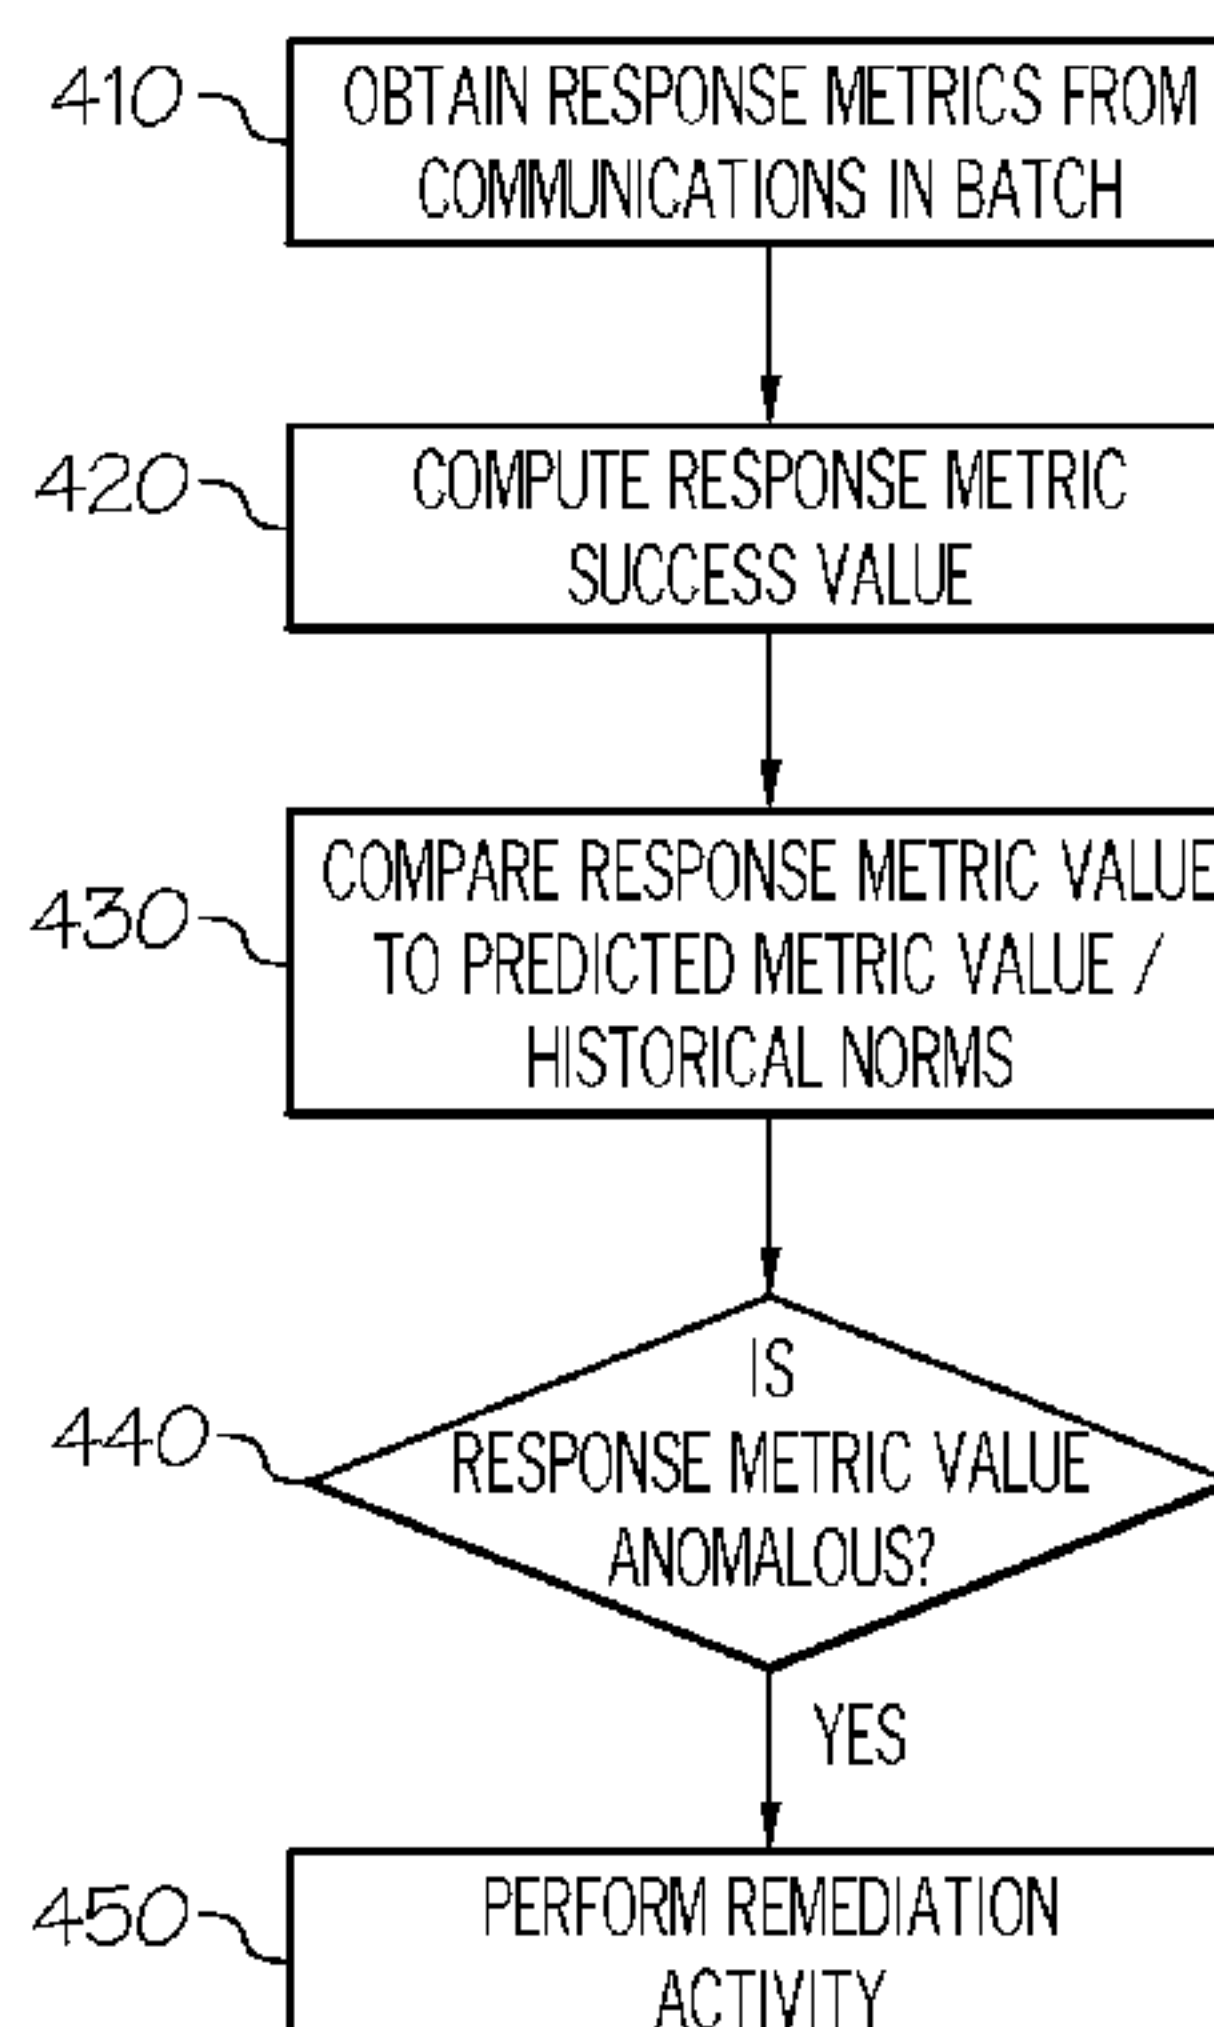 410
OBTAIN RESPONSE METRICS FROM
COMMUNICATIONS IN BATCH
420
COMPUTE RESPONSE METRIC
SUCCESS VALUE
430
COMPARE RESPONSE METRIC VALUE
TO PREDICTED METRIC VALUE /
HISTORICAL NORMS
440
IS
RESPONSE METRIC VALUE
ANOMALOUS?
YES
450
PERFORM REMEDIATION
ACTIVITY